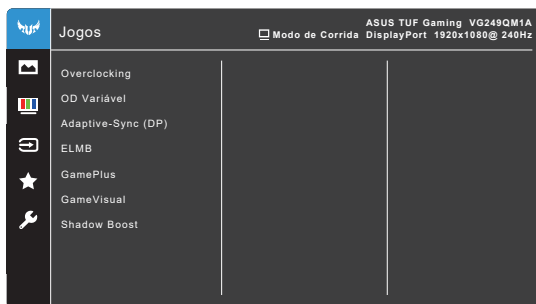 ASUS TUF Gaming VG249QM1A
Jogos
Modo de Corrida DisplayPort 1920x1080@ 240Hz
Overclocking
OD Variável
Adaptive-Sync (DP)
ELMB
GamePlus
GameVisual
Shadow Boost